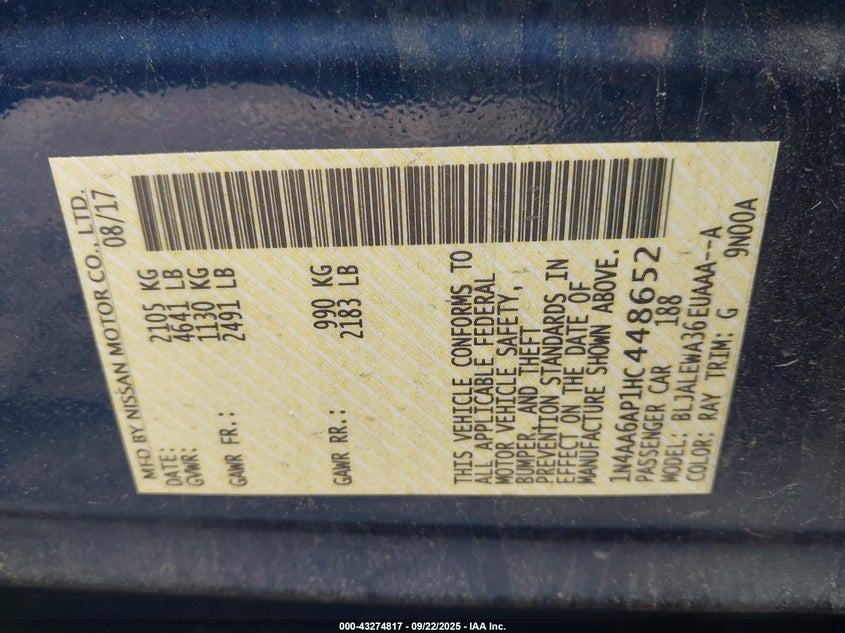 MFD BY NISSAN MOTOR CO., LTD.
DATE: 08/17
GVWR: 2105 KG
4641 LB
GAWR FR.: 1130 KG
2491 LB
GAWR RR.: 990 KG
2183 LB
THIS VEHICLE CONFORMS TO
ALL APPLICABLE FEDERAL
MOTOR VEHICLE SAFETY,
BUMPER, AND THEFT
PREVENTION STANDARDS IN
EFFECT ON THE DATE OF
MANUFACTURE SHOWN ABOVE.
1N4AA6AP1HC448652
PASSENGER CAR 188
MODEL: BLJALEWA36EUAAA--A
COLOR: RAY TRIM: G 9N00A
000-43274817 - 09/22/2025 - IAA Inc.